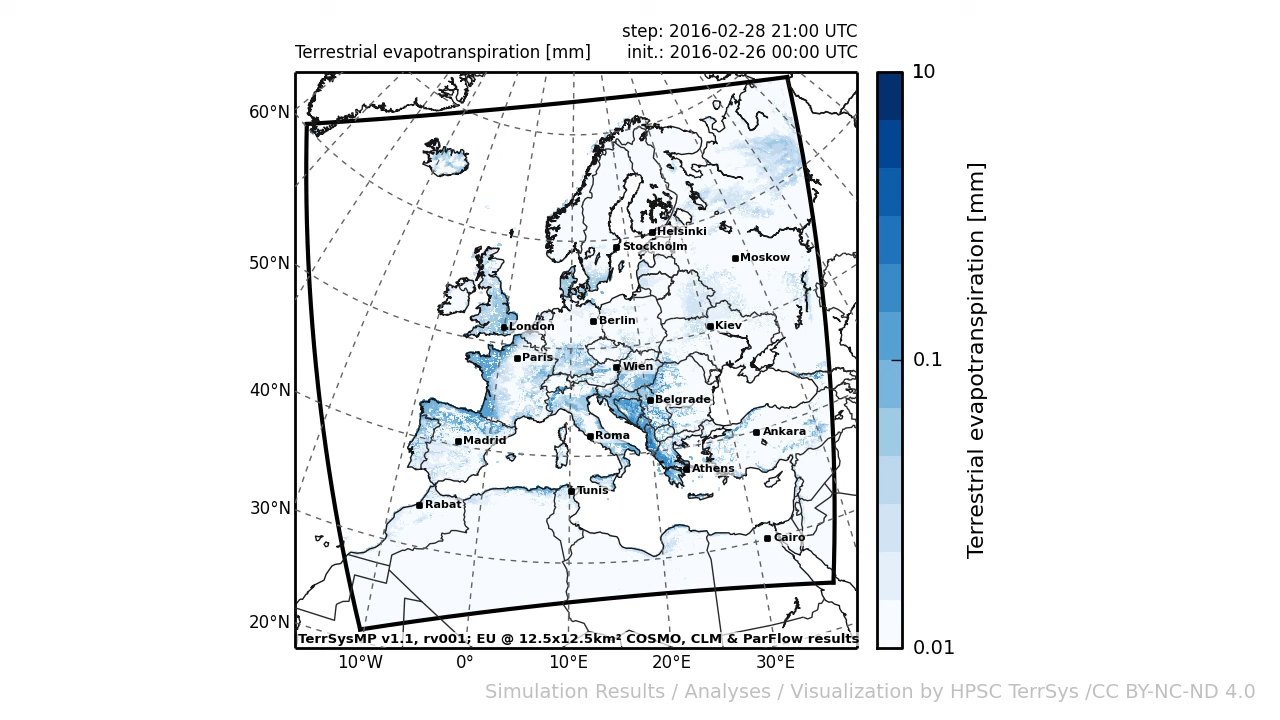 step: 2016-02-28 21:00 UTC
Terrestrial evapotranspiration [mm] init.: 2016-02-26 00:00 UTC
10
60°N
Helsinki
Stockholm
Moskow
50°N
London
Berlin
Kiev
Paris
0.1
Wien
Terrestrial evapotranspiration [mm]
40°N
Belgrade
Ankara
Roma
Madrid
Athens
Tunis
Rabat
30°N
Cairo
20°N
TerrSysMP v1.1, rv001; EU @ 12.5x12.5km² COSMO, CLM & ParFlow results
0.01
10°W 0° 10°E 20°E 30°E
Simulation Results / Analyses / Visualization by HPSC TerrSys /CC BY-NC-ND 4.0